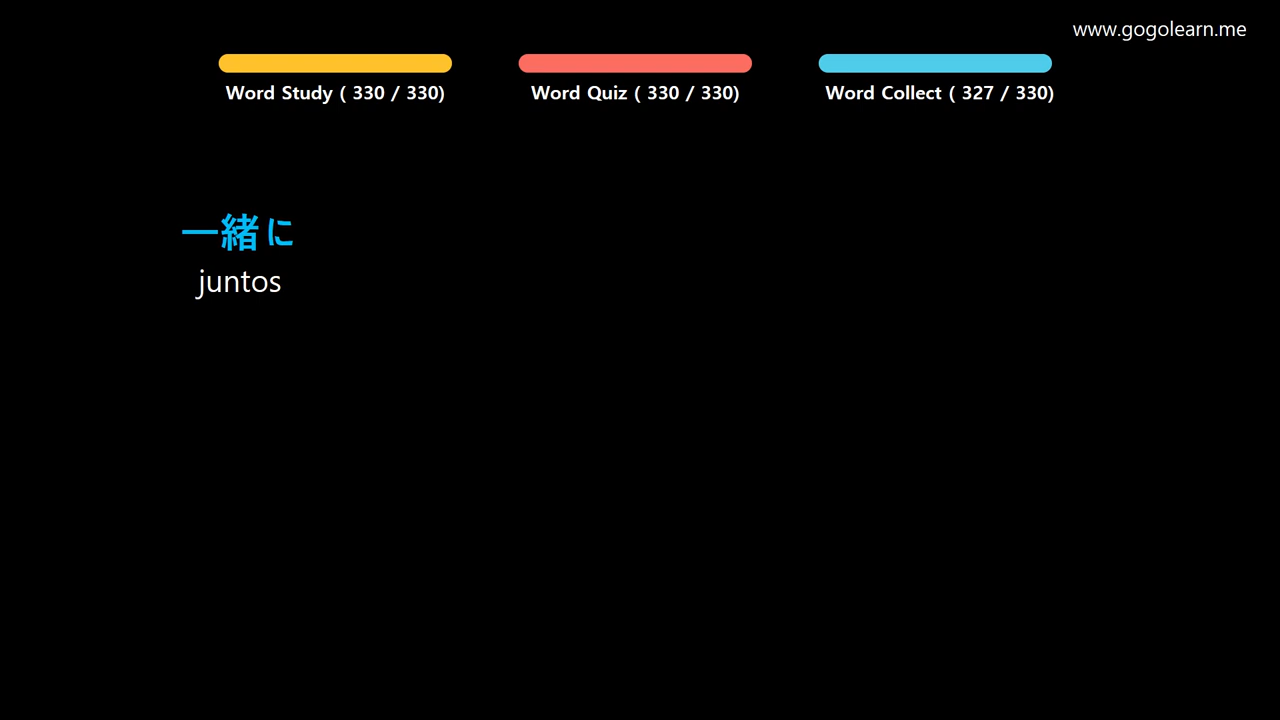 www.gogolearn.me
Word Study ( 330 / 330)
Word Quiz ( 330 / 330)
Word Collect ( 327 / 330)
一緒に
juntos